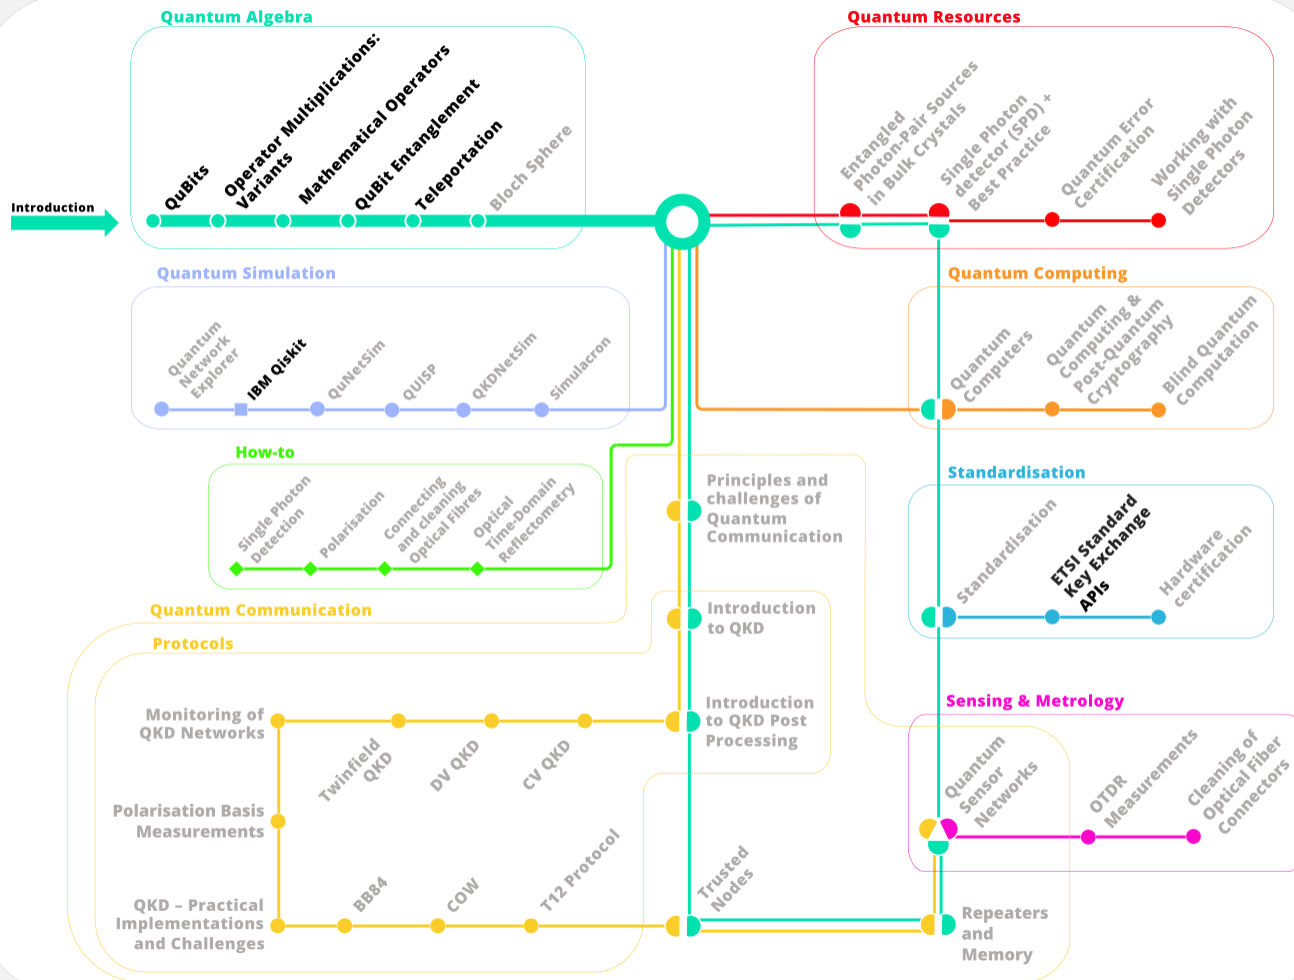 Quantum Algebra
Introduction
QuBits
Operator Multiplications:
Variants
Mathematical Operators
QuBit Entanglement
Teleportation
Bloch Sphere
Quantum Resources
Entangled
Photon-Pair Sources
in Bulk Crystals
Single Photon
detector (SPD) +
Best Practice
Quantum Error
Certification
Working with
Single Photon
Detectors
Quantum Simulation
Quantum
Network
Explorer
IBM Qiskit
QuNetSim
QUISP
QKDNetSim
Simulacron
Quantum Computing
Quantum
Computers
Quantum
Computing &
Post-Quantum
Cryptography
Blind Quantum
Computation
How-to
Single Photon
Detection
Polarisation
Connecting
and cleaning
Optical Fibres
Optical
Time-Domain
Reflectometry
Principles and
challenges of
Quantum
Communication
Standardisation
Standardisation
ETSI Standard
Key Exchange
APIs
Hardware
certification
Quantum Communication
Protocols
Introduction
to QKD
Introduction
to QKD Post
Processing
Monitoring of
QKD Networks
Twinfield
QKD
DV QKD
CV QKD
Polarisation Basis
Measurements
QKD – Practical
Implementations
and Challenges
BB84
COW
T12 Protocol
Trusted
Nodes
Sensing & Metrology
Quantum
Sensor
Networks
OTDR
Measurements
Cleaning of
Optical Fiber
Connectors
Repeaters
and
Memory